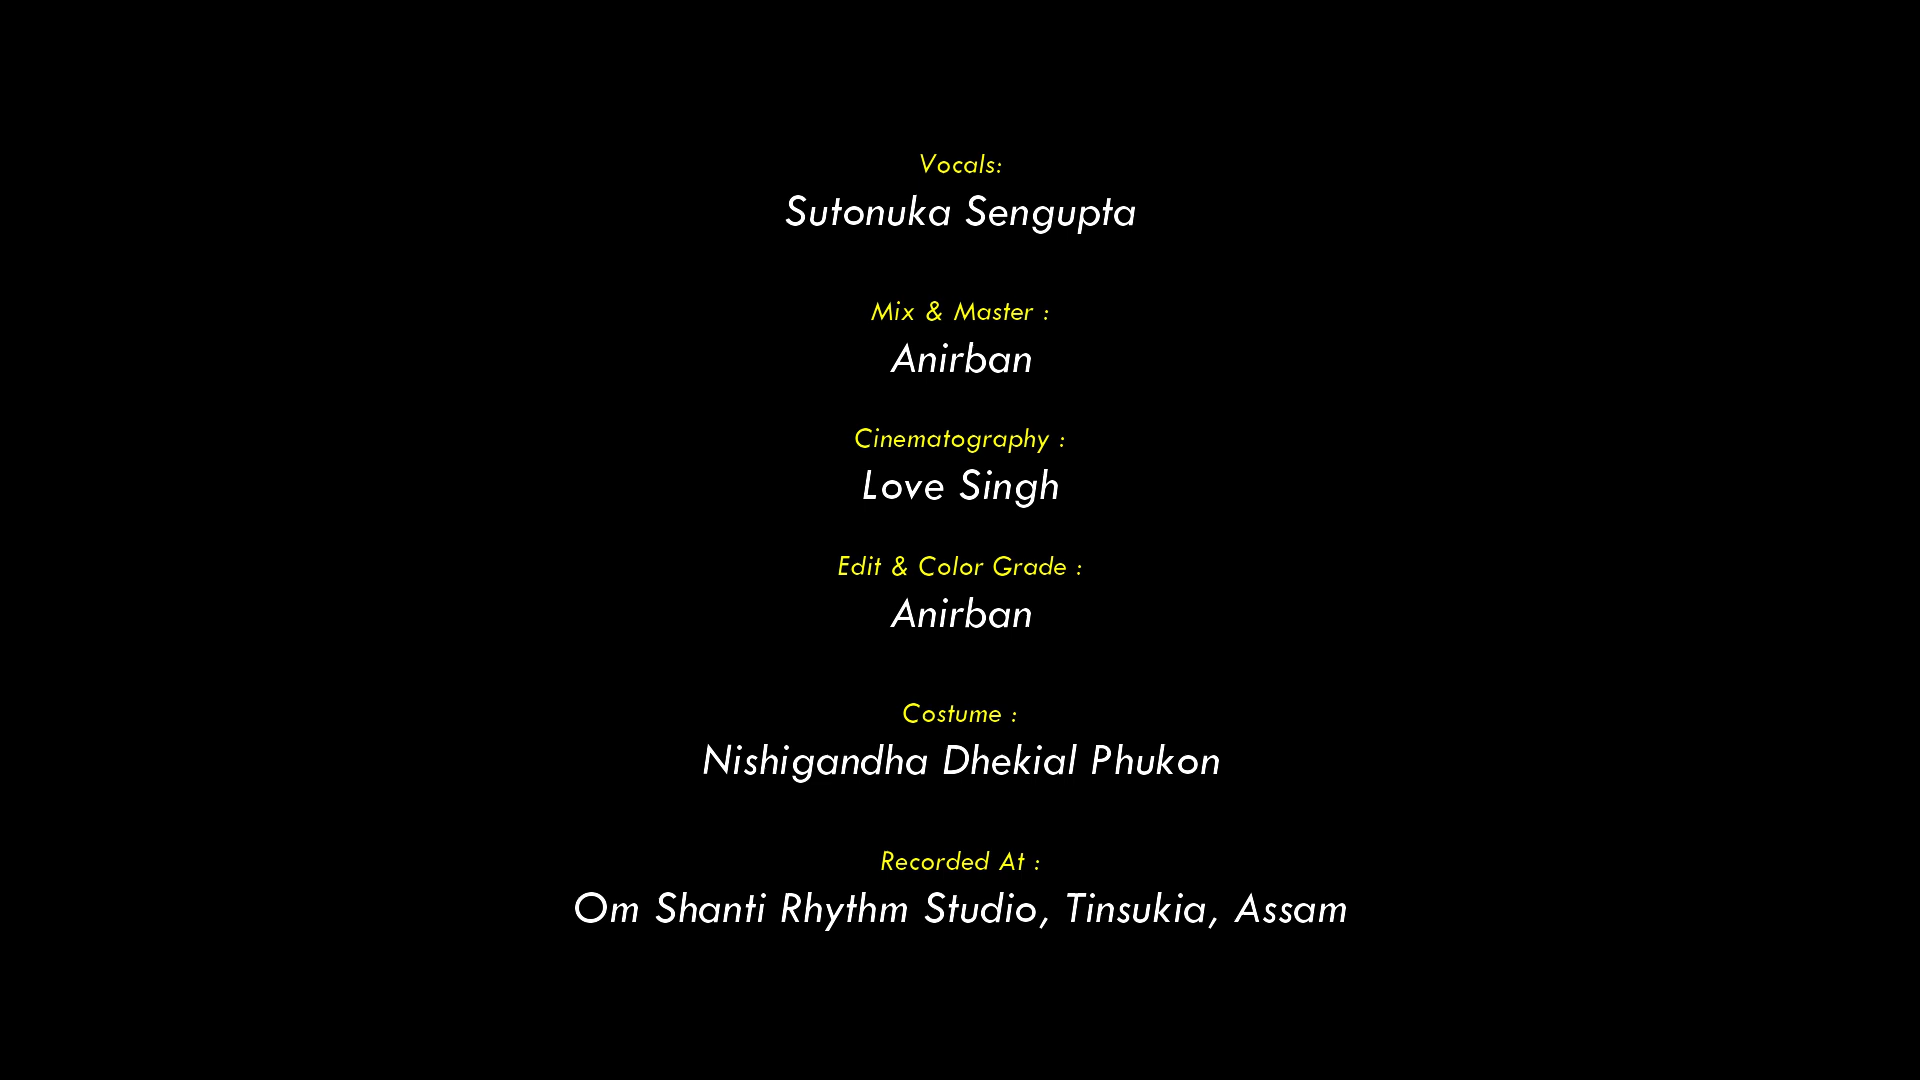 Vocals:
Sutonuka Sengupta
Mix & Master :
Anirban
Cinematography :
Love Singh
Edit & Color Grade :
Anirban
Costume :
Nishigandha Dhekial Phukon
Recorded At :
Om Shanti Rhythm Studio, Tinsukia, Assam